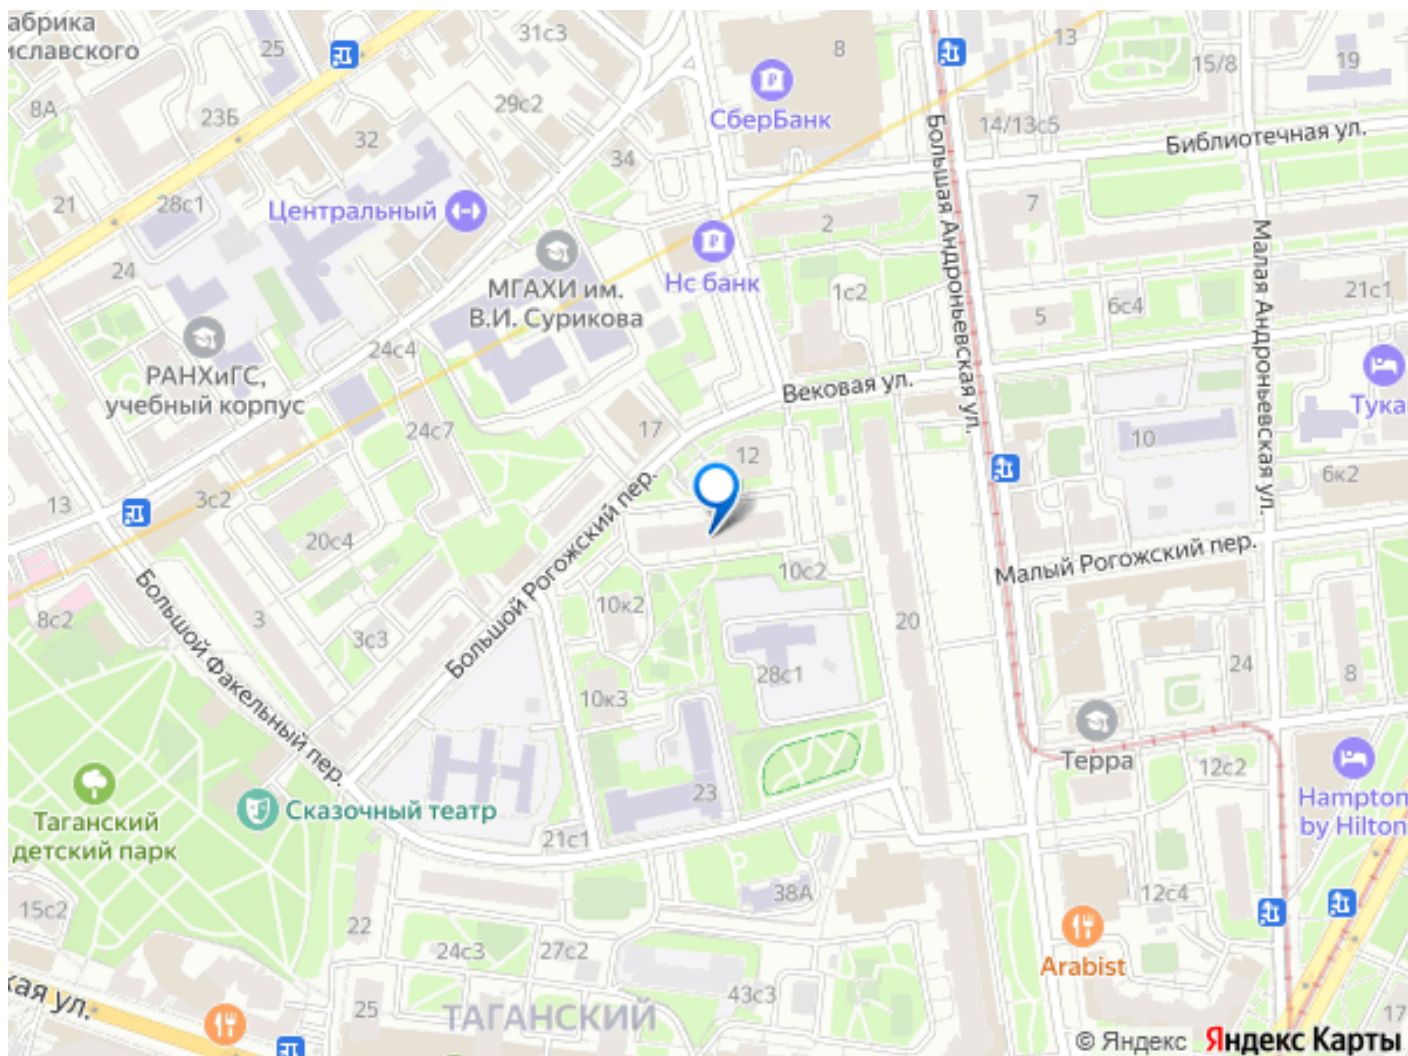 абрика
иславского
25
31с3
8
13
15/8
19
8А
23Б
29с2
СберБанк
14/13с5
Библиотечная ул.
32
34
21
28с1
Центральный
2
7
Большая Андроньевская ул.
Малая Андроньевская ул.
24
МГАХИ им.
В.И. Сурикова
Нс банк
1с2
5
6с4
21с1
24с4
РАНХиГС,
учебный корпус
Вековая ул.
Тука
24с7
17
12
10
6к2
13
3с2
20с4
Большой Рогожский пер.
Малый Рогожский пер.
10с2
8с2
Большой Факельный пер.
3
3с3
10к2
20
28с1
24
8
10к3
Терра
12с2
23
Сказочный театр
Таганский
детский парк
Hampton
by Hilton
21с1
38А
12с4
15с2
22
24с3
27с2
Arabist
кая ул.
25
43с3
ТАГАНСКИЙ
17
© Яндекс Яндекс Карты